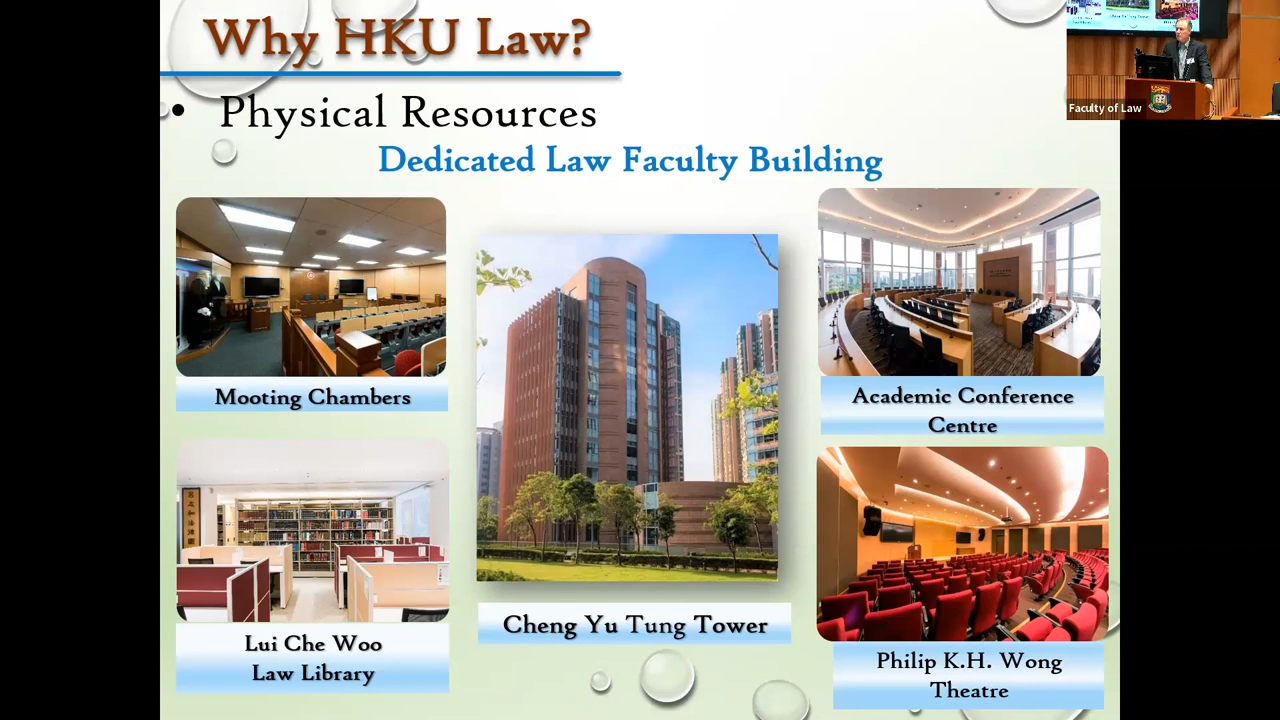 Why HKU Law?
• Physical Resources
Dedicated Law Faculty Building
Mooting Chambers
Lui Che Woo
Law Library
Cheng Yu Tung Tower
Academic Conference
Centre
Philip K.H. Wong
Theatre
Faculty of Law